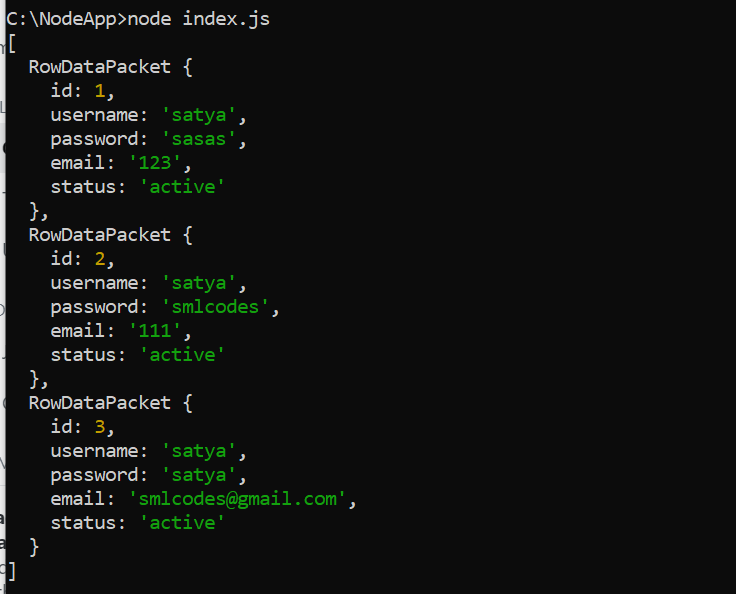 C:\NodeApp>node index.js
[
  RowDataPacket {
    id: 1,
    username: 'satya',
    password: 'sasas',
    email: '123',
    status: 'active'
  },
  RowDataPacket {
    id: 2,
    username: 'satya',
    password: 'smlcodes',
    email: '111',
    status: 'active'
  },
  RowDataPacket {
    id: 3,
    username: 'satya',
    password: 'satya',
    email: 'smlcodes@gmail.com',
    status: 'active'
  }
]